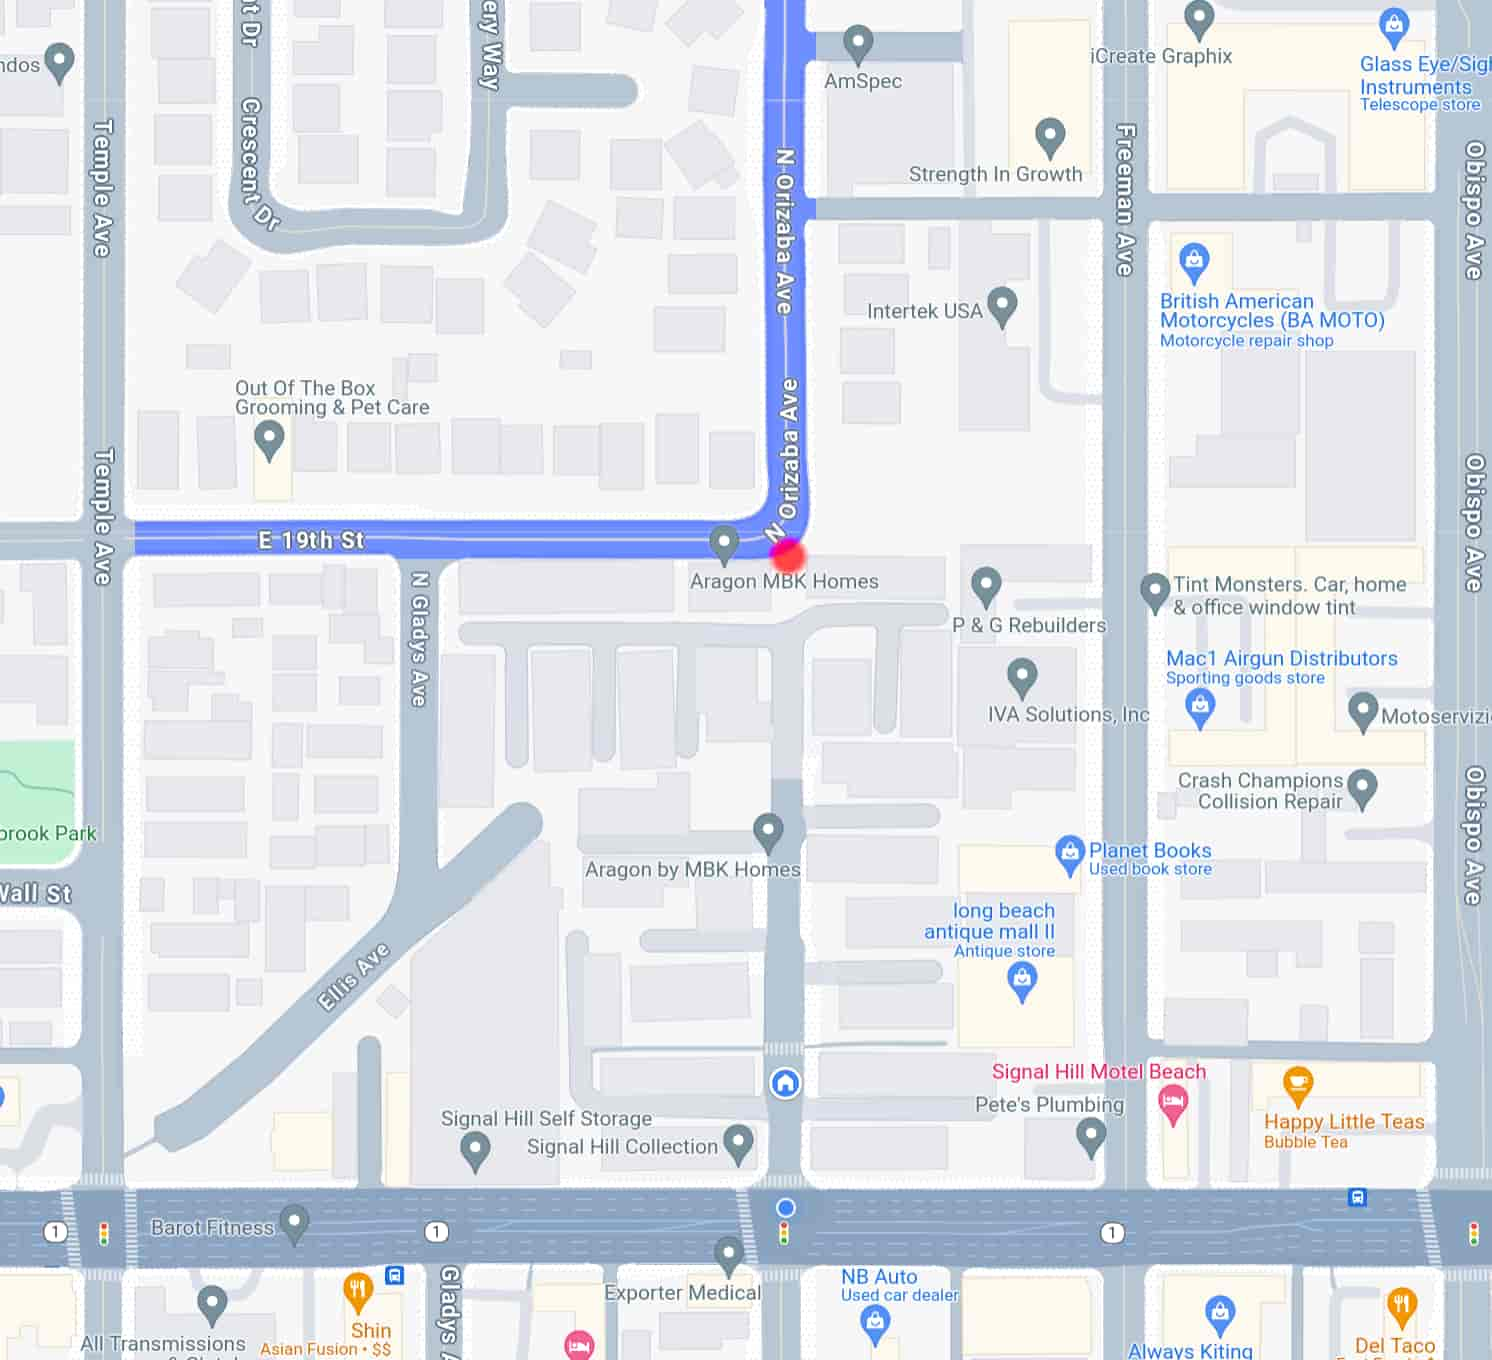 ndos
Temple Ave
t Dr
Crescent Dr
ery Way
N Orizaba Ave
AmSpec
Strength In Growth
iCreate Graphix
Freeman Ave
Glass Eye/Sigh
Instruments
Telescope store
Obispo Ave
Intertek USA
British American
Motorcycles (BA MOTO)
Motorcycle repair shop
Out Of The Box
Grooming & Pet Care
Temple Ave
N Orizaba Ave
Obispo Ave
E 19th St
Aragon MBK Homes
N Gladys Ave
P & G Rebuilders
Tint Monsters. Car, home
& office window tint
IVA Solutions, Inc
Mac1 Airgun Distributors
Sporting goods store
Motoservizi
Crash Champions
Collision Repair
Obispo Ave
brook Park
Wall St
Aragon by MBK Homes
Planet Books
Used book store
long beach
antique mall II
Antique store
Ellis Ave
Signal Hill Motel Beach
Pete's Plumbing
Happy Little Teas
Bubble Tea
Signal Hill Self Storage
Signal Hill Collection
1
Barot Fitness
1
1
Gladys A
Exporter Medical
NB Auto
Used car dealer
All Transmissions
Shin
Asian Fusion • $$
Always Kiting
Del Taco